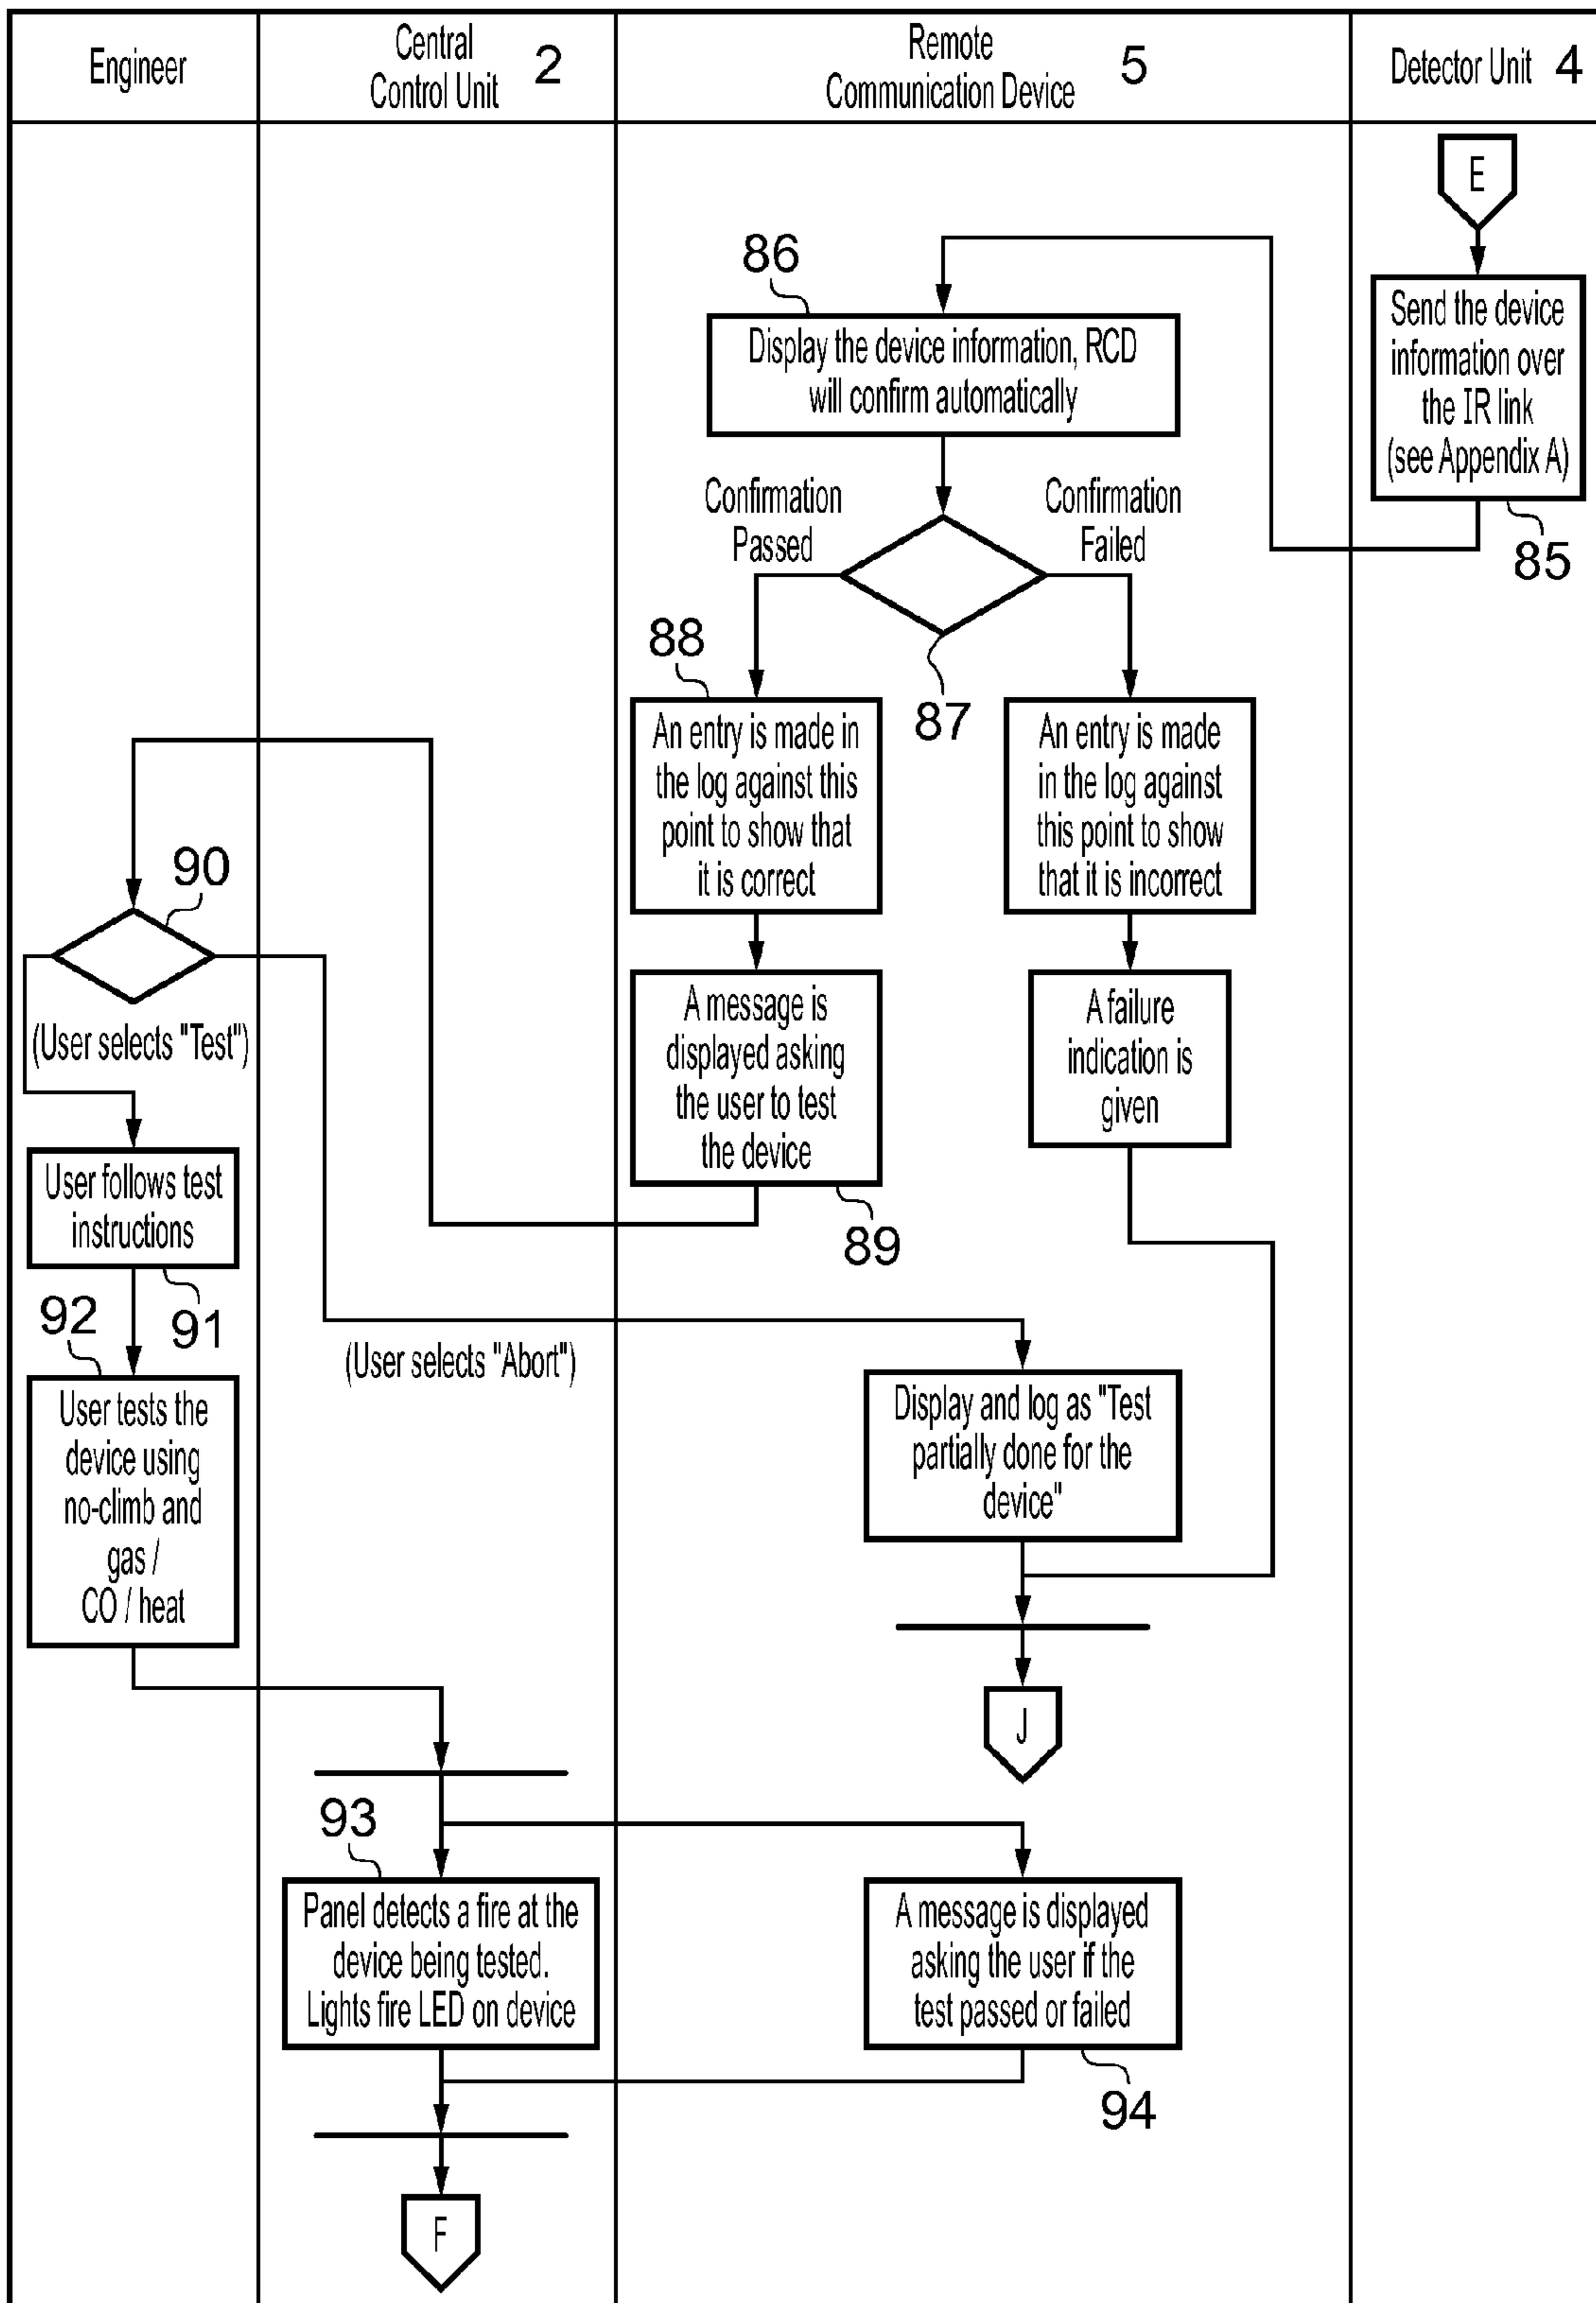 Engineer
Central
Control Unit 2
Remote
Communication Device 5
Detector Unit 4
E
Send the device
information over
the IR link
(see Appendix A)
85
86
Display the device information, RCD
will confirm automatically
Confirmation
Passed
Confirmation
Failed
87
88
An entry is made in
the log against this
point to show that
it is correct
An entry is made
in the log against
this point to show
that it is incorrect
A message is
displayed asking
the user to test
the device
89
A failure
indication is
given
90
(User selects "Test")
User follows test
instructions
91
92
User tests the
device using
no-climb and
gas /
CO / heat
(User selects "Abort")
Display and log as "Test
partially done for the
device"
J
93
Panel detects a fire at the
device being tested.
Lights fire LED on device
A message is displayed
asking the user if the
test passed or failed
94
F